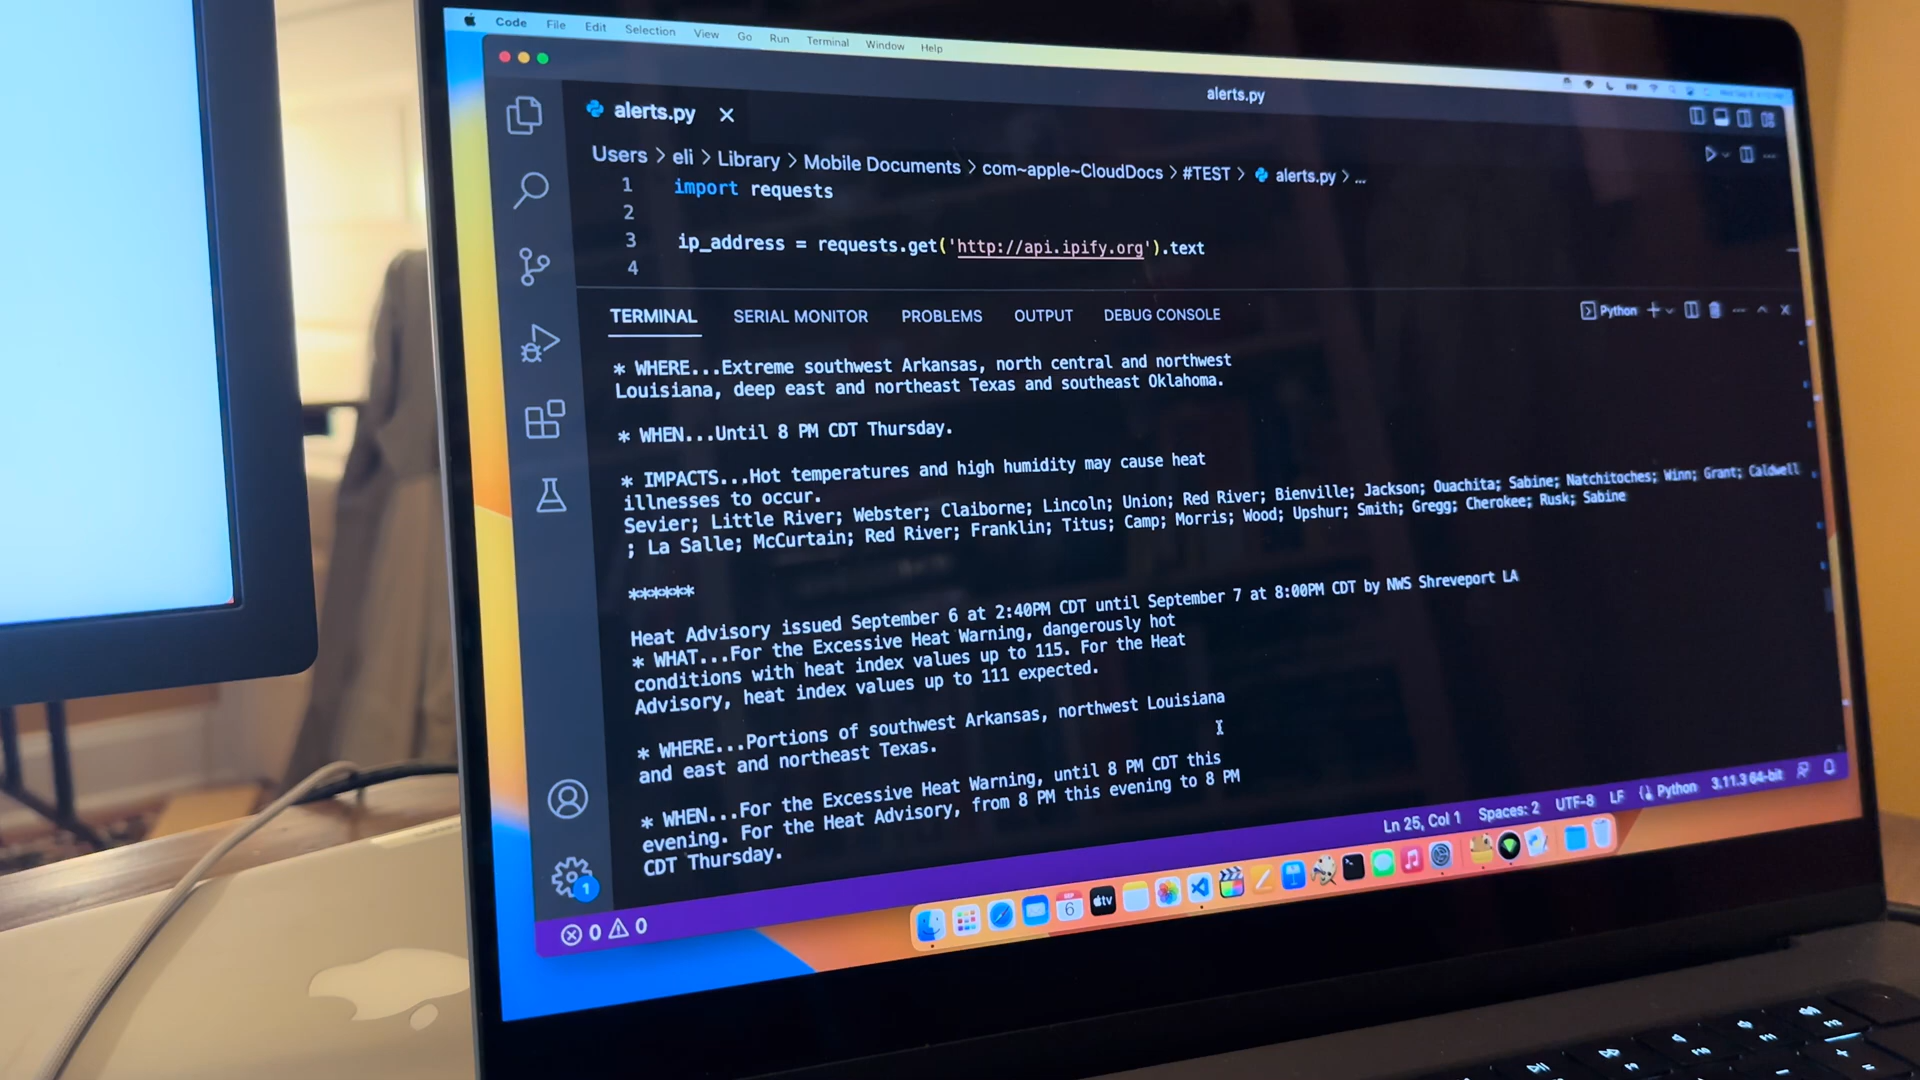 Code File Edit Selection View Go Run Terminal Window Help
alerts.py
alerts.py
Users > eli > Library > Mobile Documents > com~apple~CloudDocs > #TEST > alerts.py > ...
1 import requests
2
3 ip_address = requests.get('http://api.ipify.org').text
4
TERMINAL SERIAL MONITOR PROBLEMS OUTPUT DEBUG CONSOLE Python
* WHERE...Extreme southwest Arkansas, north central and northwest
Louisiana, deep east and northeast Texas and southeast Oklahoma.
* WHEN...Until 8 PM CDT Thursday.
* IMPACTS...Hot temperatures and high humidity may cause heat
illnesses to occur.
Sevier; Little River; Webster; Claiborne; Lincoln; Union; Red River; Bienville; Jackson; Ouachita; Sabine; Natchitoches; Winn; Grant; Caldwell
; La Salle; McCurtain; Red River; Franklin; Titus; Camp; Morris; Wood; Upshur; Smith; Gregg; Cherokee; Rusk; Sabine
******
Heat Advisory issued September 6 at 2:40PM CDT until September 7 at 8:00PM CDT by NWS Shreveport LA
* WHAT...For the Excessive Heat Warning, dangerously hot
conditions with heat index values up to 115. For the Heat
Advisory, heat index values up to 111 expected.
* WHERE...Portions of southwest Arkansas, northwest Louisiana
and east and northeast Texas.
* WHEN...For the Excessive Heat Warning, until 8 PM CDT this
evening. For the Heat Advisory, from 8 PM this evening to 8 PM
CDT Thursday.
1
0 0 Ln 25, Col 1 Spaces: 2 UTF-8 LF Python 3.11.3 64-bit
SEP
6
tv